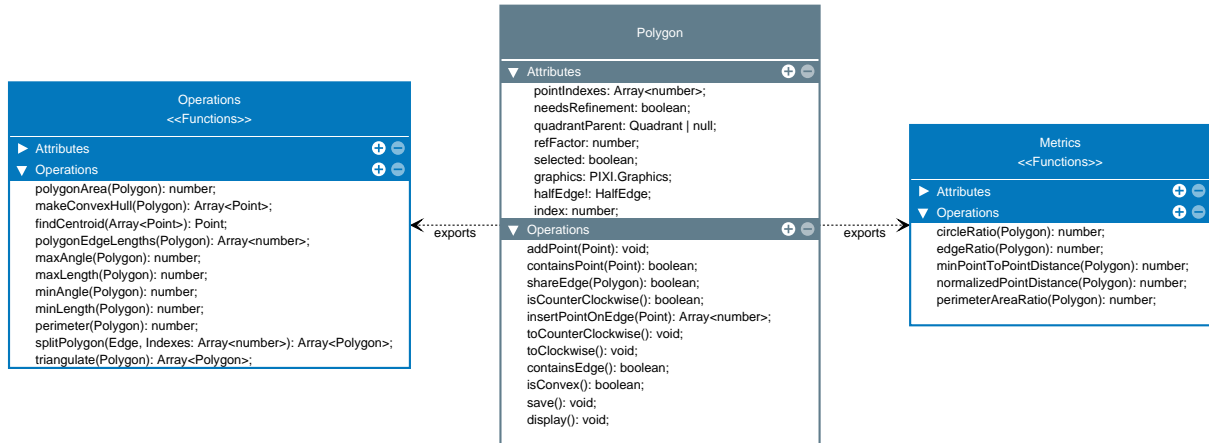 Operations
<<Functions>>
Attributes
Operations
polygonArea(Polygon): number;
makeConvexHull(Polygon): Array<Point>;
findCentroid(Array<Point>): Point;
polygonEdgeLengths(Polygon): Array<number>;
maxAngle(Polygon): number;
maxLength(Polygon): number;
minAngle(Polygon): number;
minLength(Polygon): number;
perimeter(Polygon): number;
splitPolygon(Edge, Indexes: Array<number>): Array<Polygon>;
triangulate(Polygon): Array<Polygon>;
exports
Polygon
Attributes
pointIndexes: Array<number>;
needsRefinement: boolean;
quadrantParent: Quadrant | null;
refFactor: number;
selected: boolean;
graphics: PIXI.Graphics;
halfEdge!: HalfEdge;
index: number;
Operations
addPoint(Point): void;
containsPoint(Point): boolean;
shareEdge(Polygon): boolean;
isCounterClockwise(): boolean;
insertPointOnEdge(Point): Array<number>;
toCounterClockwise(): void;
toClockwise(): void;
containsEdge(): boolean;
isConvex(): boolean;
save(): void;
display(): void;
exports
Metrics
<<Functions>>
Attributes
Operations
circleRatio(Polygon): number;
edgeRatio(Polygon): number;
minPointToPointDistance(Polygon): number;
normalizedPointDistance(Polygon): number;
perimeterAreaRatio(Polygon): number;